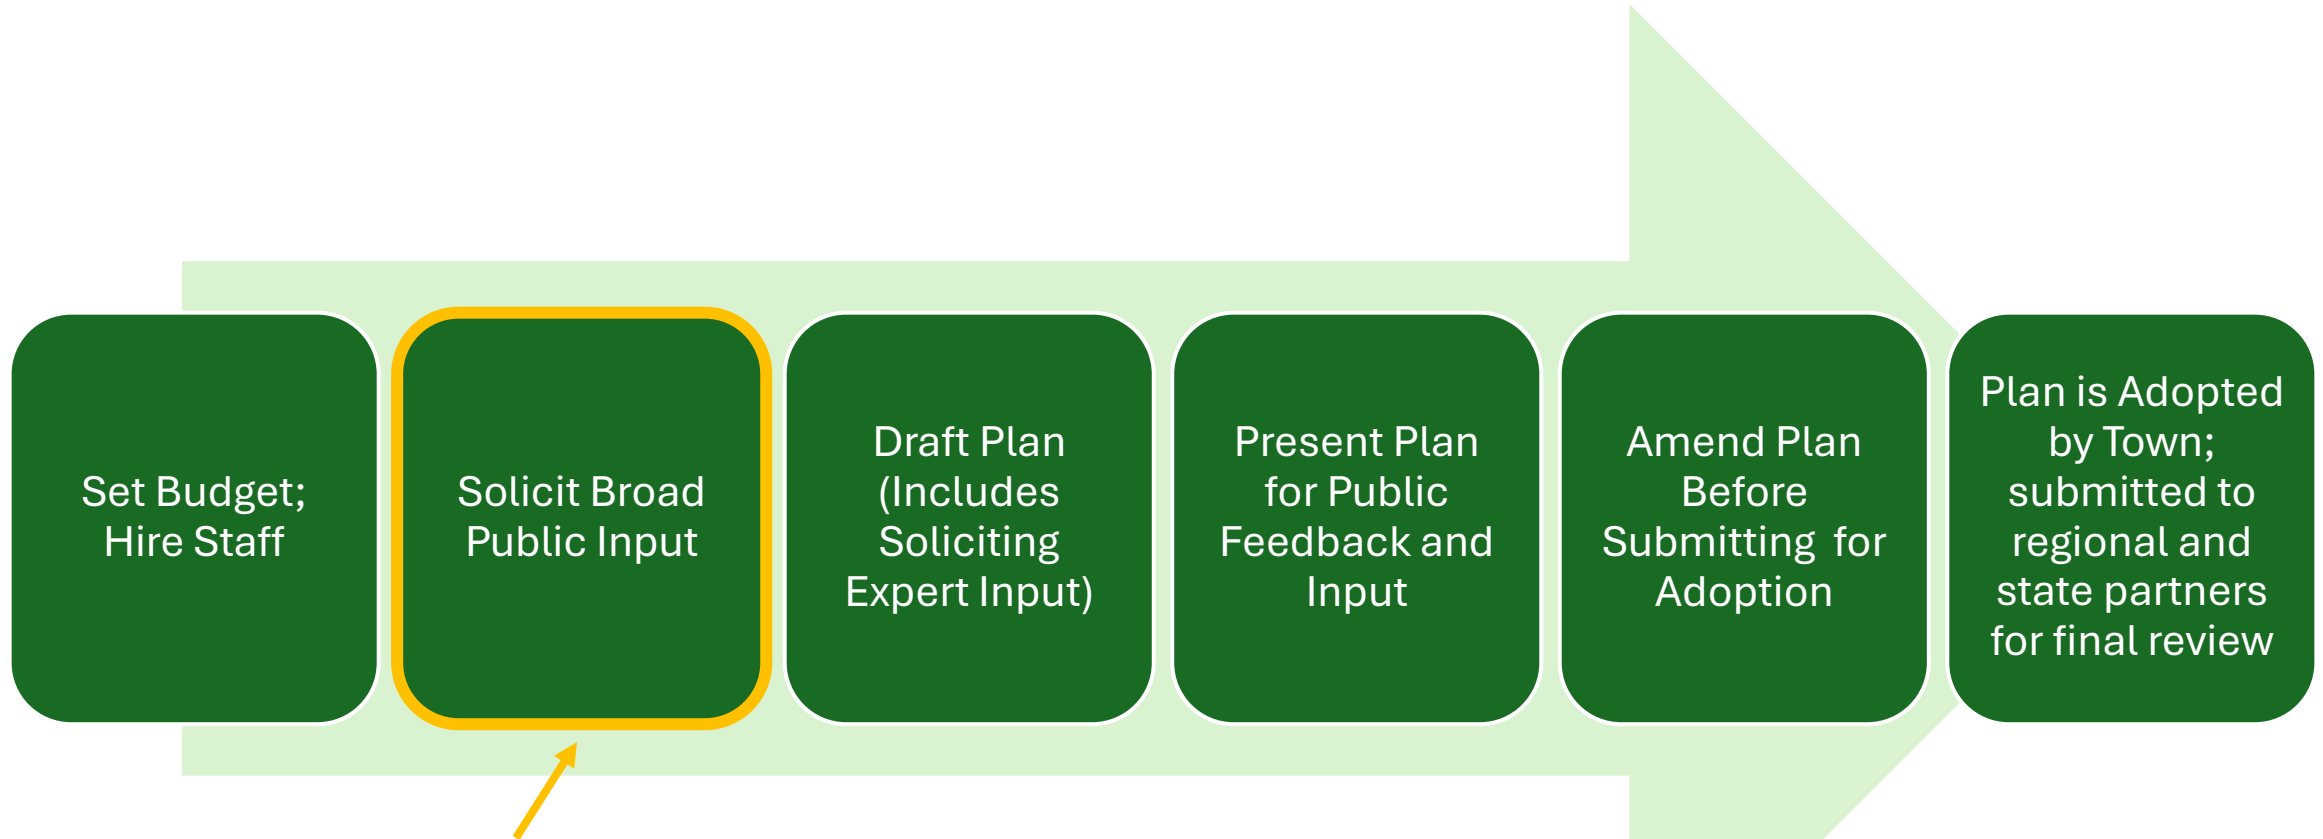 Set Budget;
Hire Staff
Solicit Broad
Public Input
Draft Plan
(Includes
Soliciting
Expert Input)
Present Plan
for Public
Feedback and
Input
Amend Plan
Before
Submitting  for
Adoption
Plan is Adopted
by Town;
submitted to
regional and
state partners
for final review